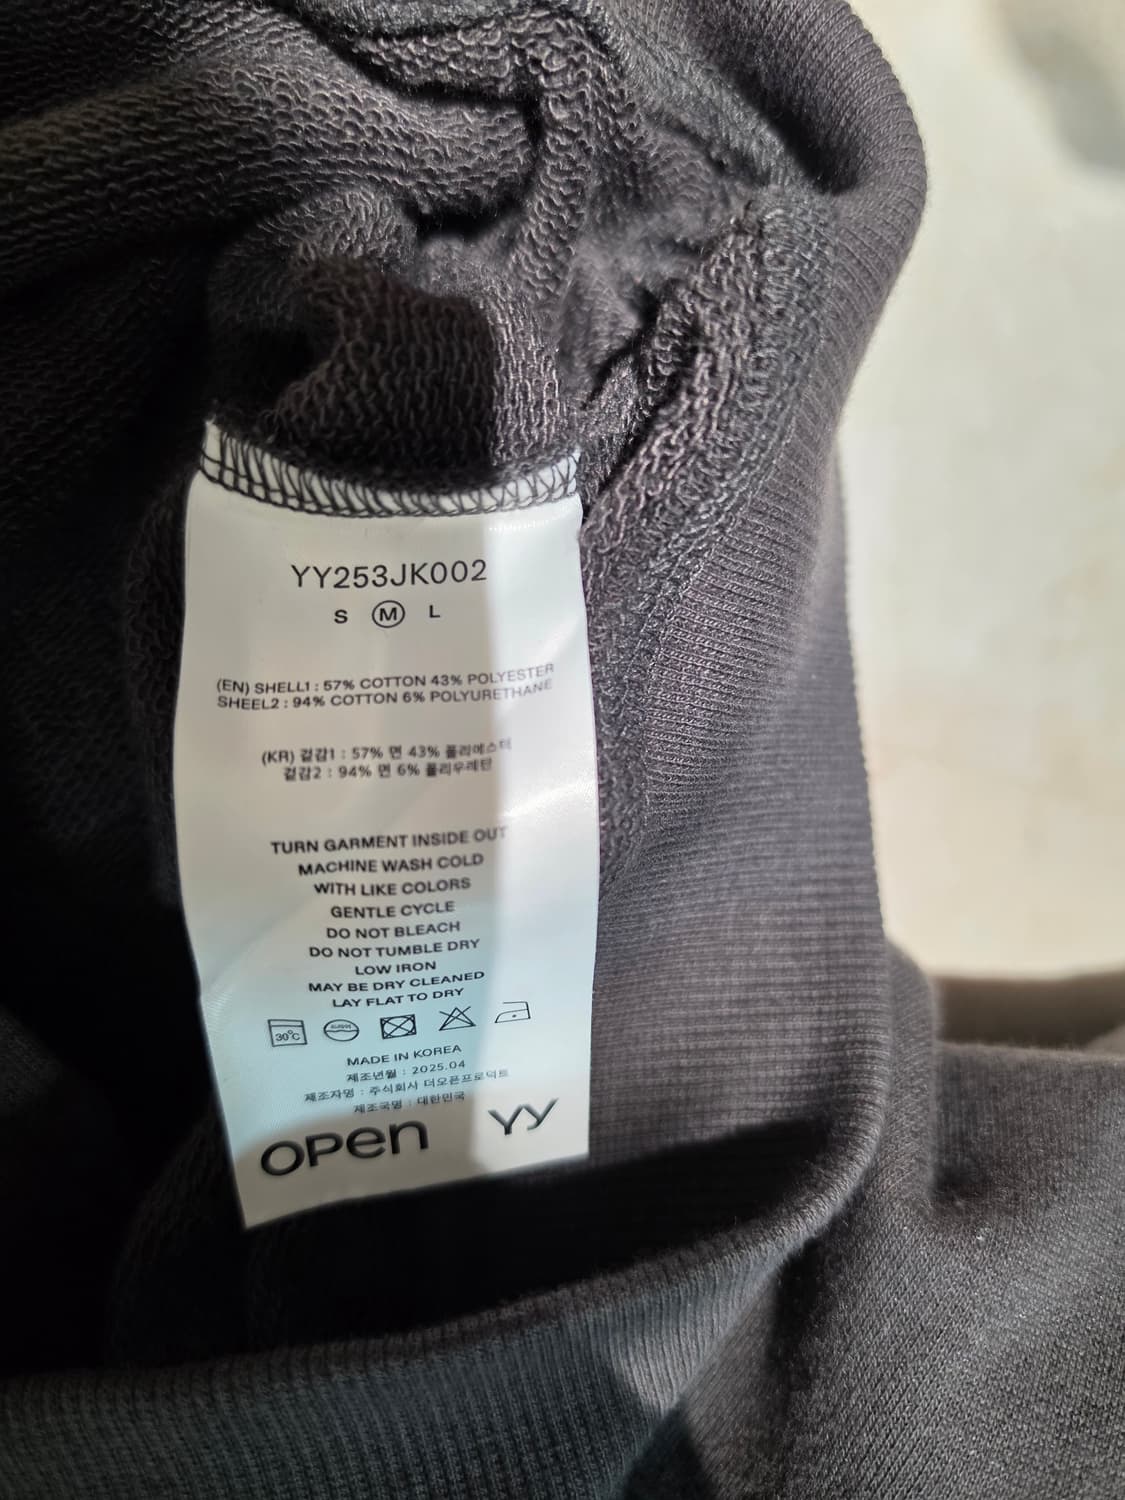 YY253JK002
S M L
(EN) SHELL1 : 57% COTTON 43% POLYESTER
SHEEL2 : 94% COTTON 6% POLYURETHANE
(KR) 겉감1 : 57% 면 43% 폴리에스터
겉감2 : 94% 면 6% 폴리우레탄
TURN GARMENT INSIDE OUT
MACHINE WASH COLD
WITH LIKE COLORS
GENTLE CYCLE
DO NOT BLEACH
DO NOT TUMBLE DRY
LOW IRON
MAY BE DRY CLEANED
LAY FLAT TO DRY
30°C
MADE IN KOREA
제조년월 : 2025.04
제조자명 : 주식회사 더오픈프로덕트
제조국명 : 대한민국
OPen YY